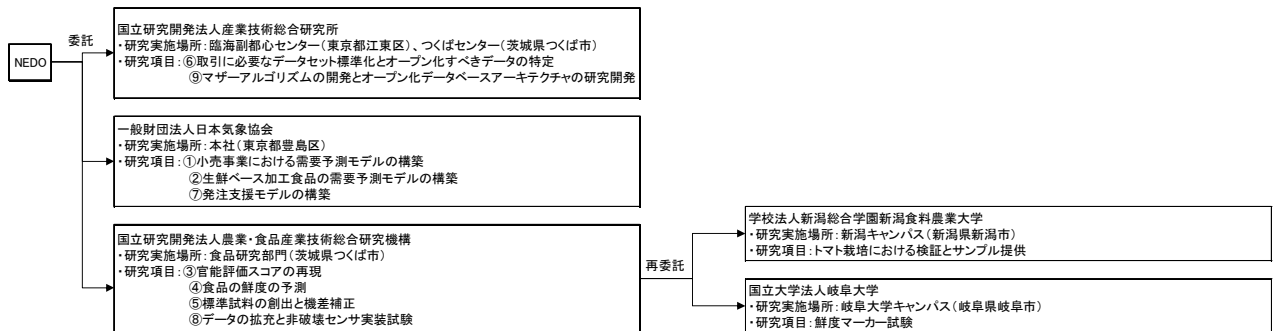 NEDO
委託
国立研究開発法人産業技術総合研究所
・研究実施場所：臨海副都心センター（東京都江東区）、つくばセンター（茨城県つくば市）
・研究項目：⑥取引に必要なデータセット標準化とオープン化すべきデータの特定
⑨マザーアルゴリズムの開発とオープン化データベースアーキテクチャの研究開発
一般財団法人日本気象協会
・研究実施場所：本社（東京都豊島区）
・研究項目：①小売事業における需要予測モデルの構築
②生鮮ベース加工食品の需要予測モデルの構築
⑦発注支援モデルの構築
国立研究開発法人農業・食品産業技術総合研究機構
・研究実施場所：食品研究部門（茨城県つくば市）
・研究項目：③官能評価スコアの再現
④食品の鮮度の予測
⑤標準試料の創出と機差補正
⑧データの拡充と非破壊センサ実装試験
再委託
学校法人新潟総合学園新潟食料農業大学
・研究実施場所：新潟キャンパス（新潟県新潟市）
・研究項目：トマト栽培における検証とサンプル提供
国立大学法人岐阜大学
・研究実施場所：岐阜大学キャンパス（岐阜県岐阜市）
・研究項目：鮮度マーカー試験